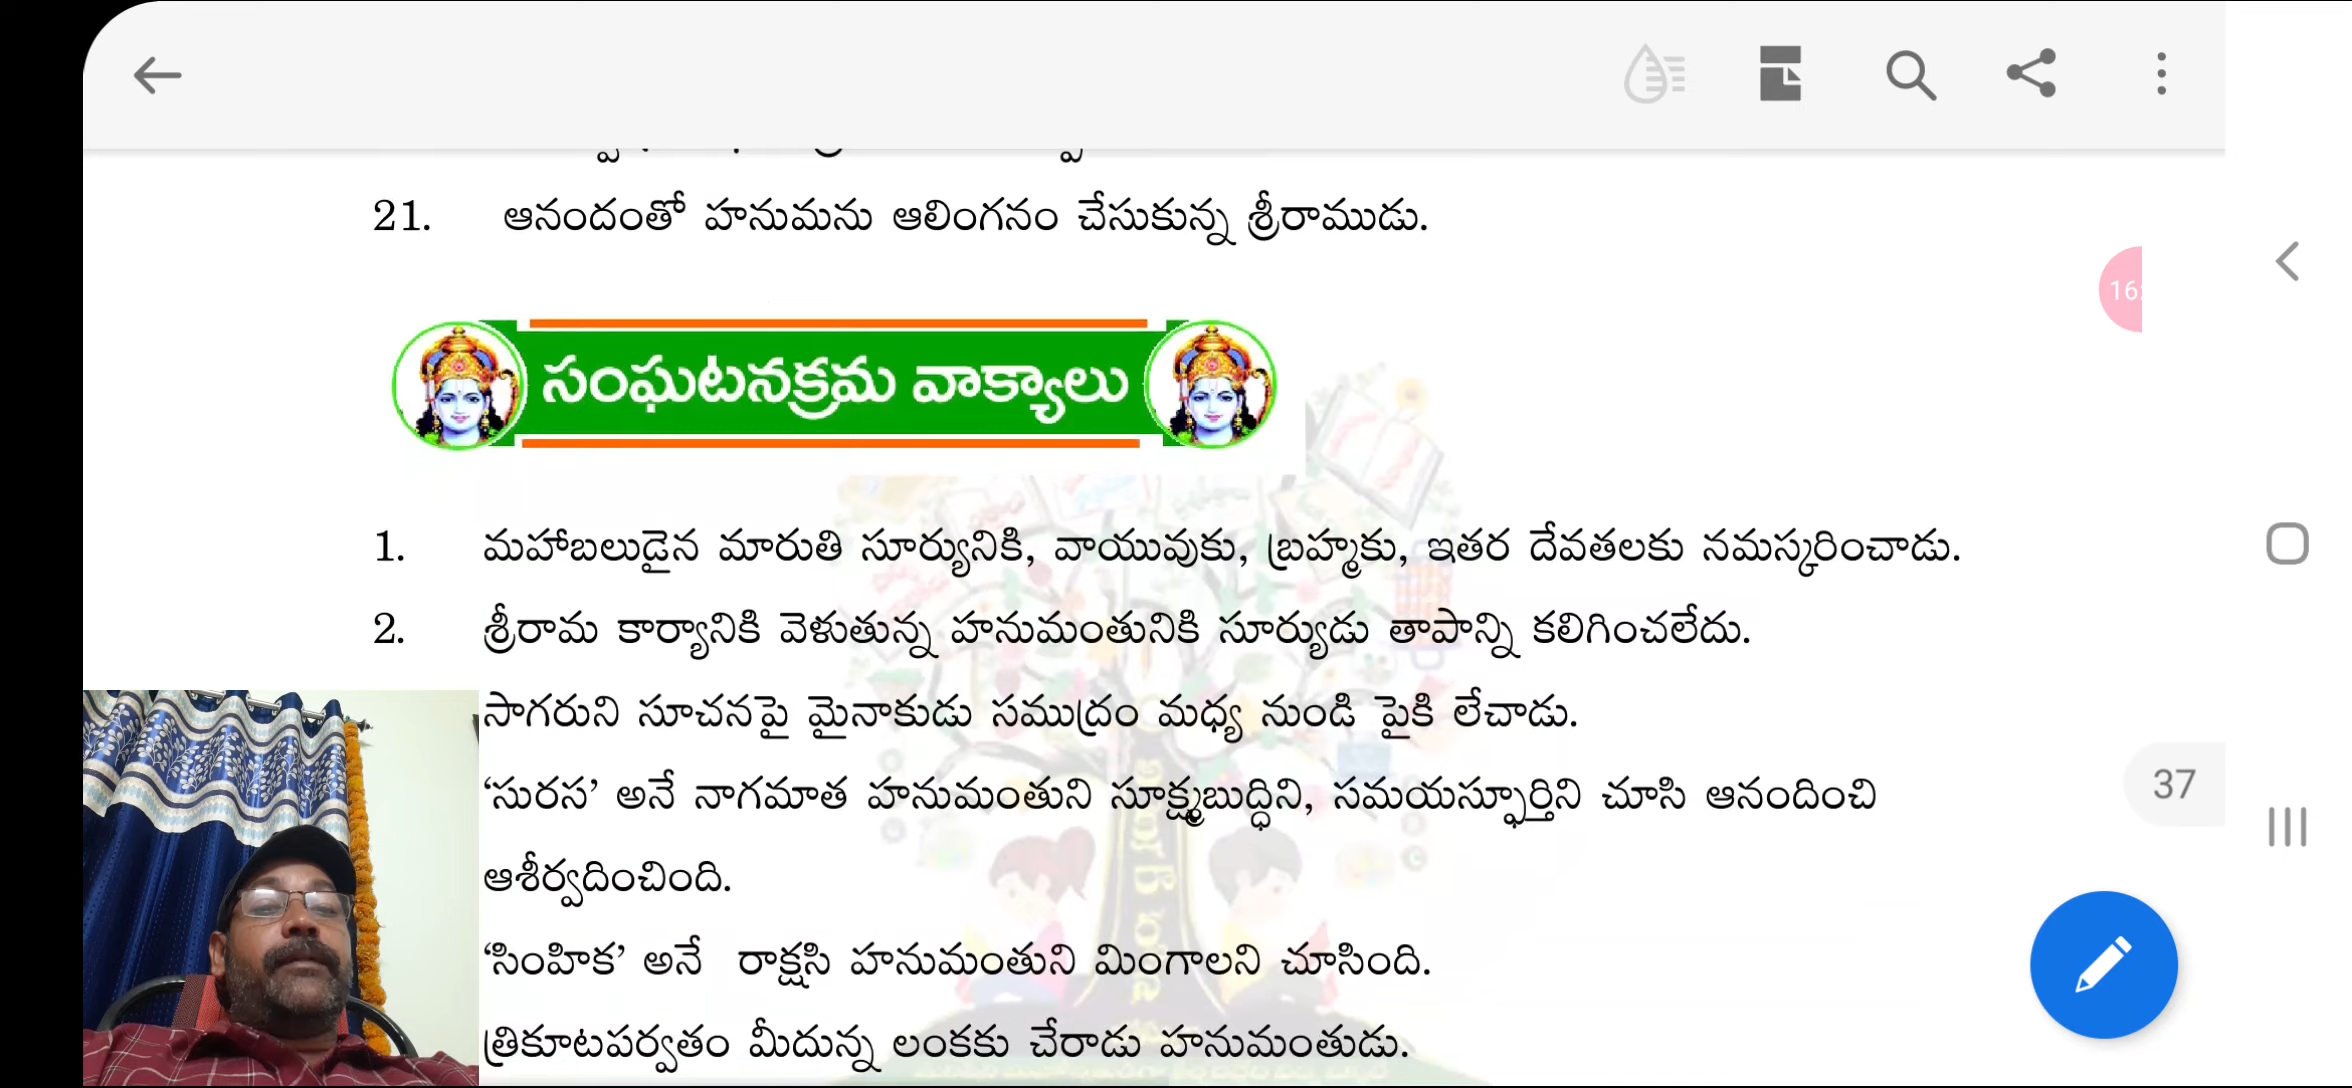 21. ఆనందంతో హనుమను ఆలింగనం చేసుకున్న శ్రీరాముడు.
16
సంఘటనక్రమ వాక్యాలు
1. మహాబలుడైన మారుతి సూర్యునికి, వాయువుకు, బ్రహ్మకు, ఇతర దేవతలకు నమస్కరించాడు.
2. శ్రీరామ కార్యానికి వెళుతున్న హనుమంతునికి సూర్యుడు తాపాన్ని కలిగించలేదు.
సాగరుని సూచనపై మైనాకుడు సముద్రం మధ్య నుండి పైకి లేచాడు.
‘సురస’ అనే నాగమాత హనుమంతుని సూక్ష్మబుద్ధిని, సమయస్ఫూర్తిని చూసి ఆనందించి
37
ఆశీర్వదించింది.
‘సింహిక’ అనే రాక్షసి హనుమంతుని మింగాలని చూసింది.
త్రికూటపర్వతం మీదున్న లంకకు చేరాడు హనుమంతుడు.